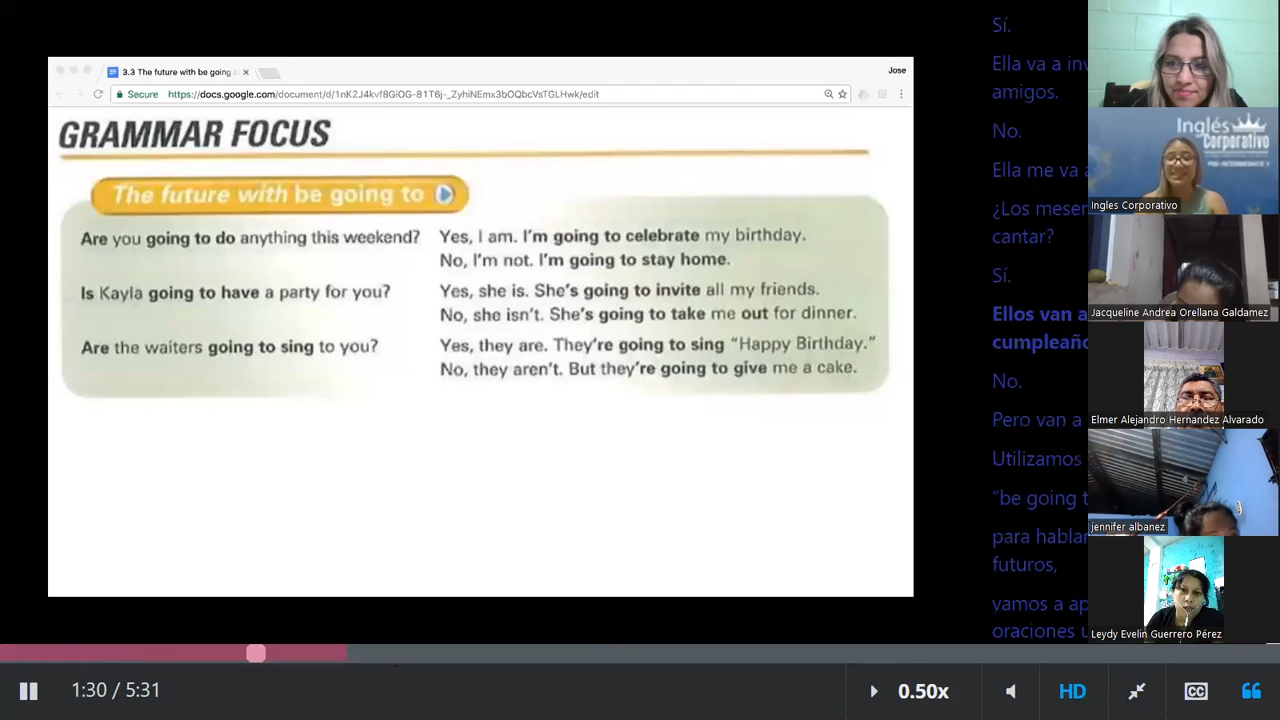 3.3 The future with be going
Jose
Secure
https://docs.google.com/document/d/1nK2J4kvf8GiOG-81T6j-_ZyhiNEmx3bOQbcVsTGLHwk/edit
GRAMMAR FOCUS
The future with be going to
Are you going to do anything this weekend?
Yes, I am. I'm going to celebrate my birthday.
No, I'm not. I'm going to stay home.
Is Kayla going to have a party for you?
Yes, she is. She's going to invite all my friends.
No, she isn't. She's going to take me out for dinner.
Are the waiters going to sing to you?
Yes, they are. They're going to sing “Happy Birthday.”
No, they aren't. But they're going to give me a cake.
Sí.
Ella va a
amigos.
No.
Ella me va
¿Los
cantar?
Sí.
Ellos van a
No.
Pero van a
Utilizamos
“be going
para
futuros,
vamos a
oraciones
Inglés
Corporativo
PRE-INTERMEDIATE 1
Ingles Corporativo
Jacqueline Andrea Orellana Galdamez
Elmer Alejandro Hernandez Alvarado
jennifer albanez
Leydy Evelin Guerrero Pérez
1:30 / 5:31
0.50x
HD
CC